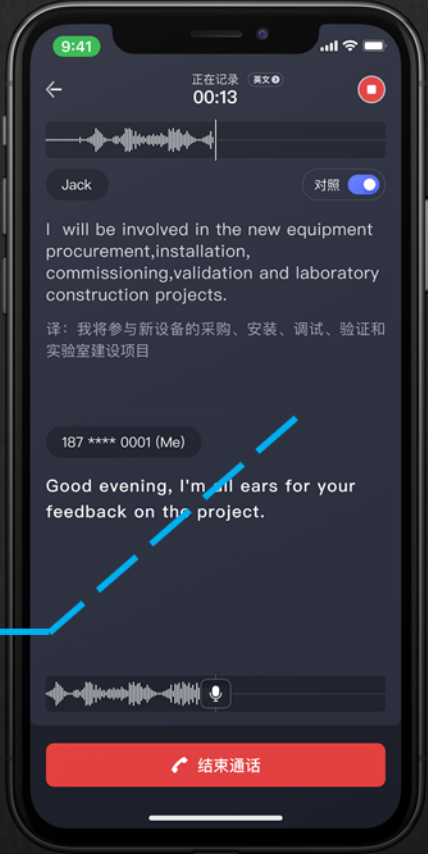 9:41
正在记录 英文
00:13
Jack
对照
I will be involved in the new equipment
procurement,installation,
commissioning,validation and laboratory
construction projects.
译：我将参与新设备的采购、安装、调试、验证和
实验室建设项目
187 **** 0001 (Me)
Good evening, I'm all ears for your
feedback on the project.
结束通话